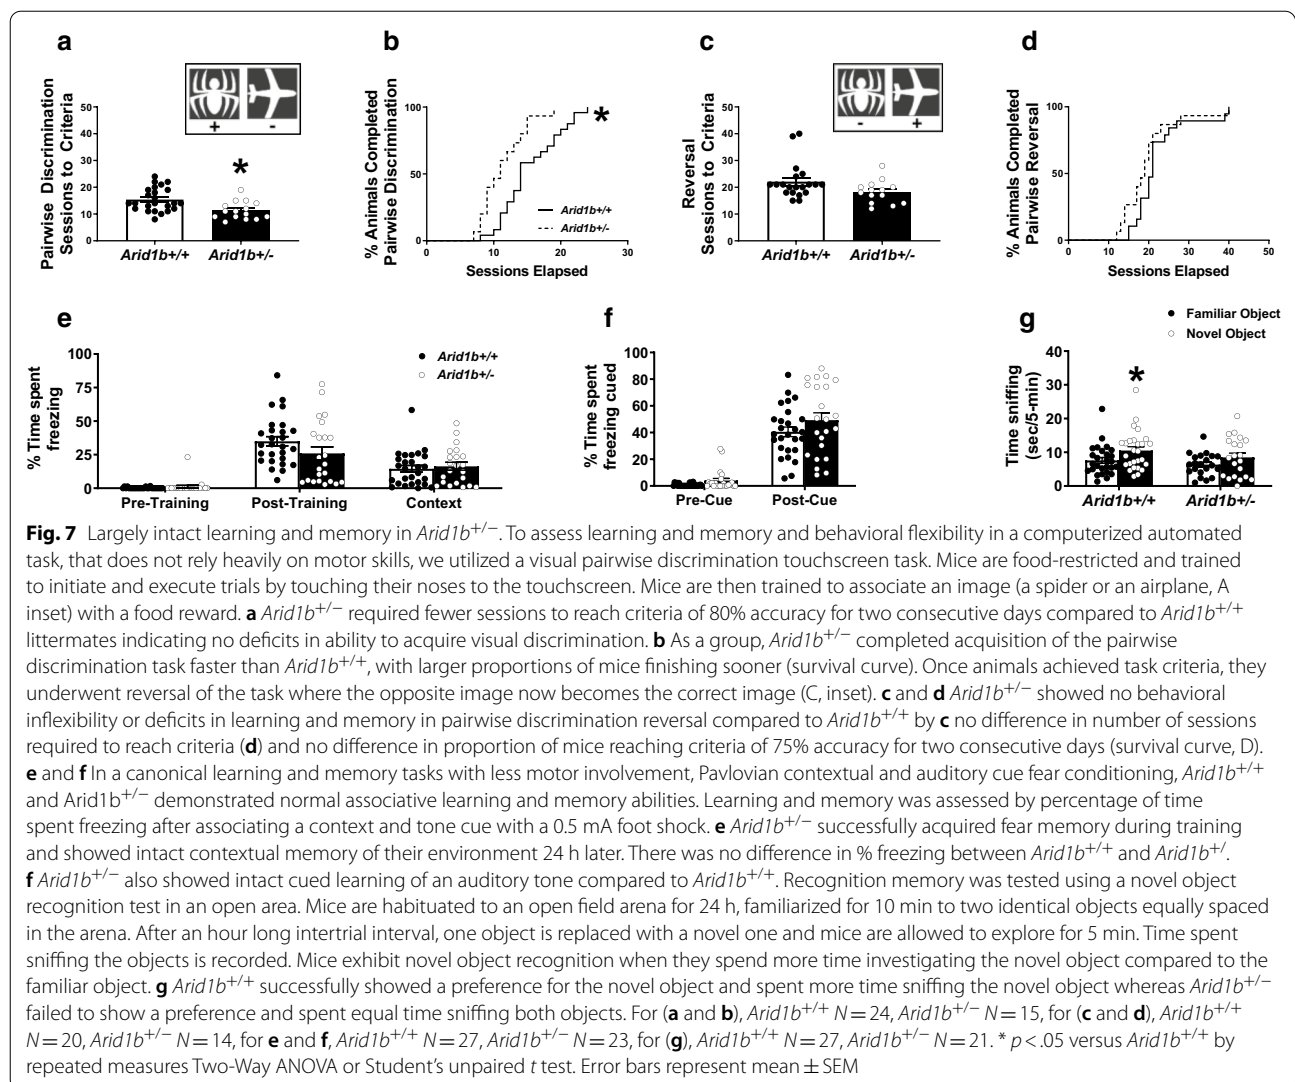 a
b
c
d
Pairwise Discrimination
Sessions to Criteria
50
40
30
20
10
0
+
-
*
Arid1b+/+
Arid1b+/-
% Animals Completed
Pairwise Discrimination
100
50
0
*
Arid1b+/+
Arid1b+/-
0
10
20
30
Sessions Elapsed
Reversal
Sessions to Criteria
50
40
30
20
10
0
-
+
Arid1b+/+
Arid1b+/-
% Animals Completed
Pairwise Reversal
100
50
0
0
10
20
30
40
50
Sessions Elapsed
e
f
g
% Time spent
freezing
100
75
50
25
0
Arid1b+/+
Arid1b+/-
Pre-Training
Post-Training
Context
% Time spent
freezing cued
100
80
60
40
20
0
Pre-Cue
Post-Cue
Familiar Object
Novel Object
Time sniffing
(sec/5-min)
40
30
20
10
0
*
Arid1b+/+
Arid1b+/-
Fig. 7 Largely intact learning and memory in Arid1b+/−. To assess learning and memory and behavioral flexibility in a computerized automated
task, that does not rely heavily on motor skills, we utilized a visual pairwise discrimination touchscreen task. Mice are food-restricted and trained
to initiate and execute trials by touching their noses to the touchscreen. Mice are then trained to associate an image (a spider or an airplane, A
inset) with a food reward. a Arid1b+/− required fewer sessions to reach criteria of 80% accuracy for two consecutive days compared to Arid1b+/+
littermates indicating no deficits in ability to acquire visual discrimination. b As a group, Arid1b+/− completed acquisition of the pairwise
discrimination task faster than Arid1b+/+, with larger proportions of mice finishing sooner (survival curve). Once animals achieved task criteria, they
underwent reversal of the task where the opposite image now becomes the correct image (C, inset). c and d Arid1b+/− showed no behavioral
inflexibility or deficits in learning and memory in pairwise discrimination reversal compared to Arid1b+/+ by c no difference in number of sessions
required to reach criteria (d) and no difference in proportion of mice reaching criteria of 75% accuracy for two consecutive days (survival curve, D).
e and f In a canonical learning and memory tasks with less motor involvement, Pavlovian contextual and auditory cue fear conditioning, Arid1b+/+
and Arid1b+/− demonstrated normal associative learning and memory abilities. Learning and memory was assessed by percentage of time
spent freezing after associating a context and tone cue with a 0.5 mA foot shock. e Arid1b+/− successfully acquired fear memory during training
and showed intact contextual memory of their environment 24 h later. There was no difference in % freezing between Arid1b+/+ and Arid1b+/.
f Arid1b+/− also showed intact cued learning of an auditory tone compared to Arid1b+/+. Recognition memory was tested using a novel object
recognition test in an open area. Mice are habituated to an open field arena for 24 h, familiarized for 10 min to two identical objects equally spaced
in the arena. After an hour long intertrial interval, one object is replaced with a novel one and mice are allowed to explore for 5 min. Time spent
sniffing the objects is recorded. Mice exhibit novel object recognition when they spend more time investigating the novel object compared to the
familiar object. g Arid1b+/+ successfully showed a preference for the novel object and spent more time sniffing the novel object whereas Arid1b+/−
failed to show a preference and spent equal time sniffing both objects. For (a and b), Arid1b+/+ N = 24, Arid1b+/− N = 15, for (c and d), Arid1b+/+
N = 20, Arid1b+/− N = 14, for e and f, Arid1b+/+ N = 27, Arid1b+/− N = 23, for (g), Arid1b+/+ N = 27, Arid1b+/− N = 21. * p < .05 versus Arid1b+/+ by
repeated measures Two-Way ANOVA or Student's unpaired t test. Error bars represent mean ± SEM